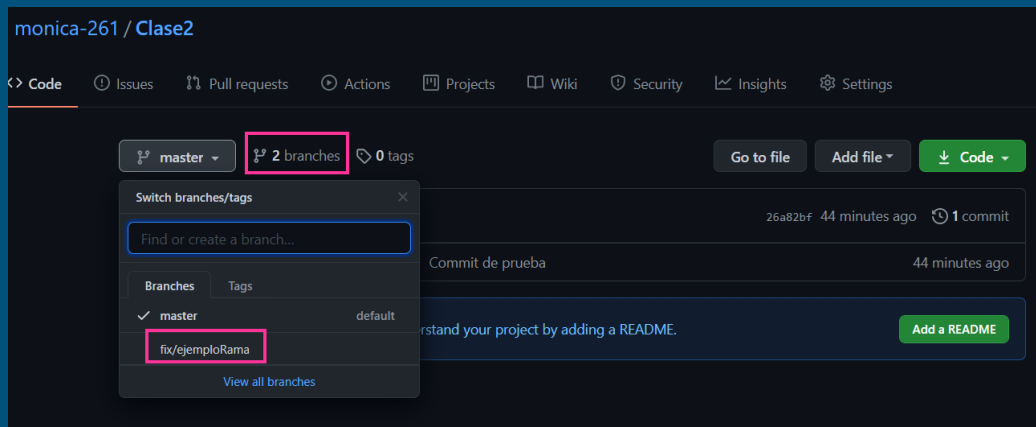 monica-261 / Clase2
<> Code Issues Pull requests Actions Projects Wiki Security Insights Settings
master 2 branches 0 tags Go to file Add file Code
Switch branches/tags
26a82bf 44 minutes ago 1 commit
Find or create a branch...
Commit de prueba 44 minutes ago
Branches Tags
master default
erstand your project by adding a README. Add a README
fix/ejemploRama
View all branches